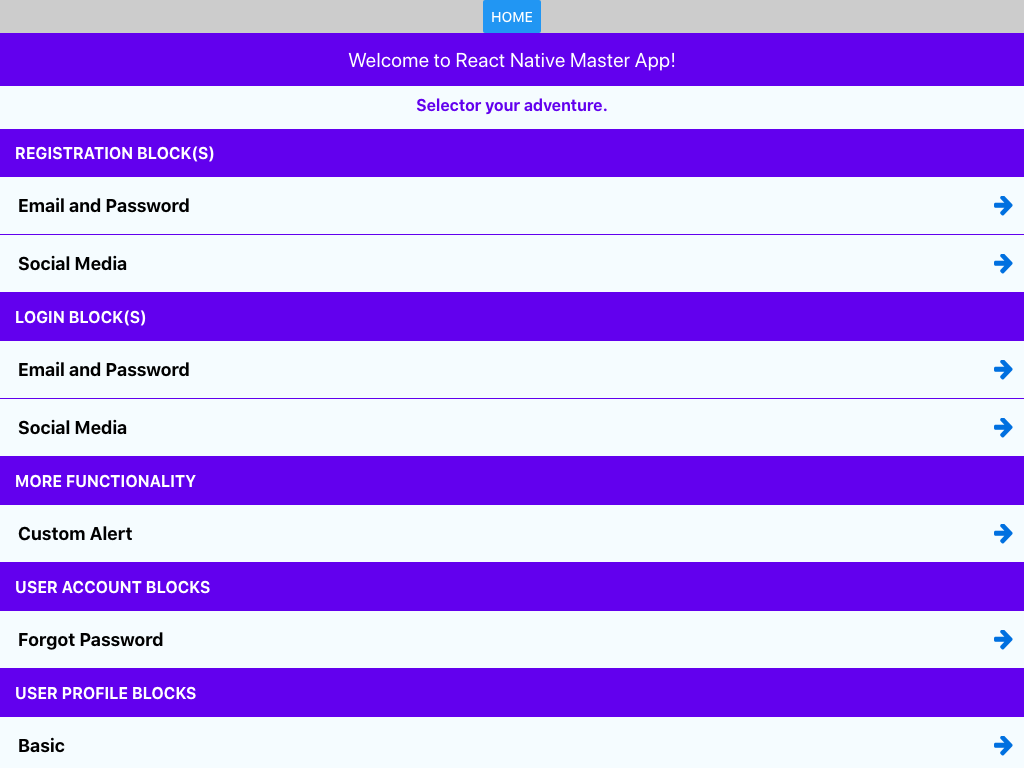 HOME
Welcome to React Native Master App!
Selector your adventure.
REGISTRATION BLOCK(S)
Email and Password
Social Media
LOGIN BLOCK(S)
Email and Password
Social Media
MORE FUNCTIONALITY
Custom Alert
USER ACCOUNT BLOCKS
Forgot Password
USER PROFILE BLOCKS
Basic